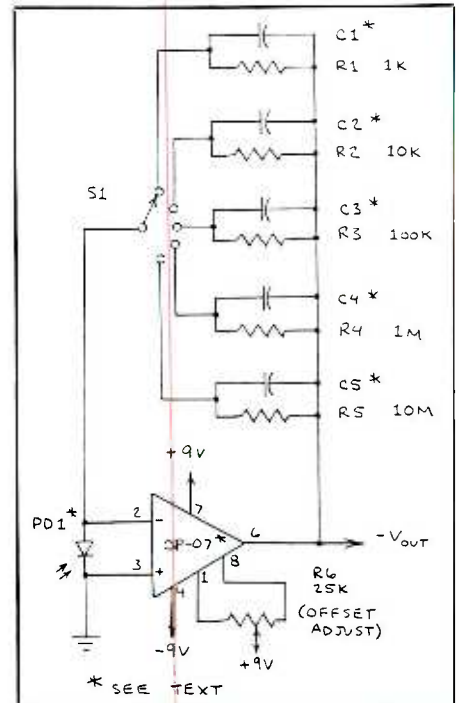 C1*
R1 1K
C2*
R2 10K
S1
C3*
R3 100K
C4*
R4 1M
C5*
R5 10M
+9V
PD1*
2
-
7
OP-07*
6
-VOUT
3
+
4
1
8
R6
25K
(OFFSET
ADJUST)
-9V
+9V
* SEE TEXT